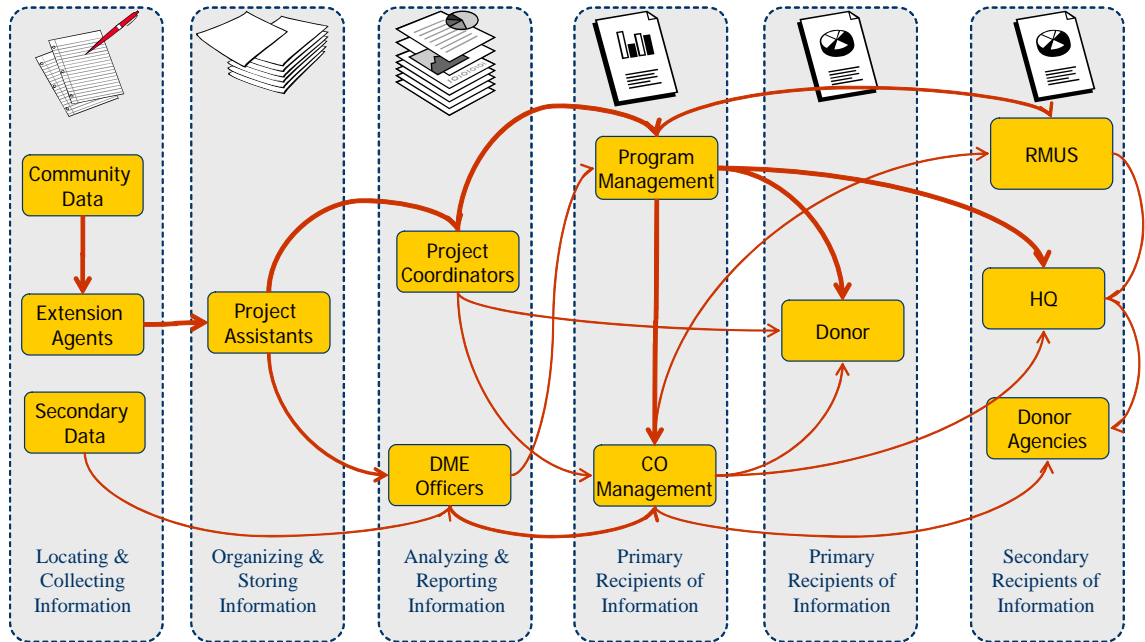 Community
Data
Extension
Agents
Secondary
Data
Locating &
Collecting
Information
Project
Assistants
Organizing &
Storing
Information
Project
Coordinators
DME
Officers
Analyzing &
Reporting
Information
Program
Management
CO
Management
Primary
Recipients of
Information
Donor
Primary
Recipients of
Information
RMUS
HQ
Donor
Agencies
Secondary
Recipients of
Information